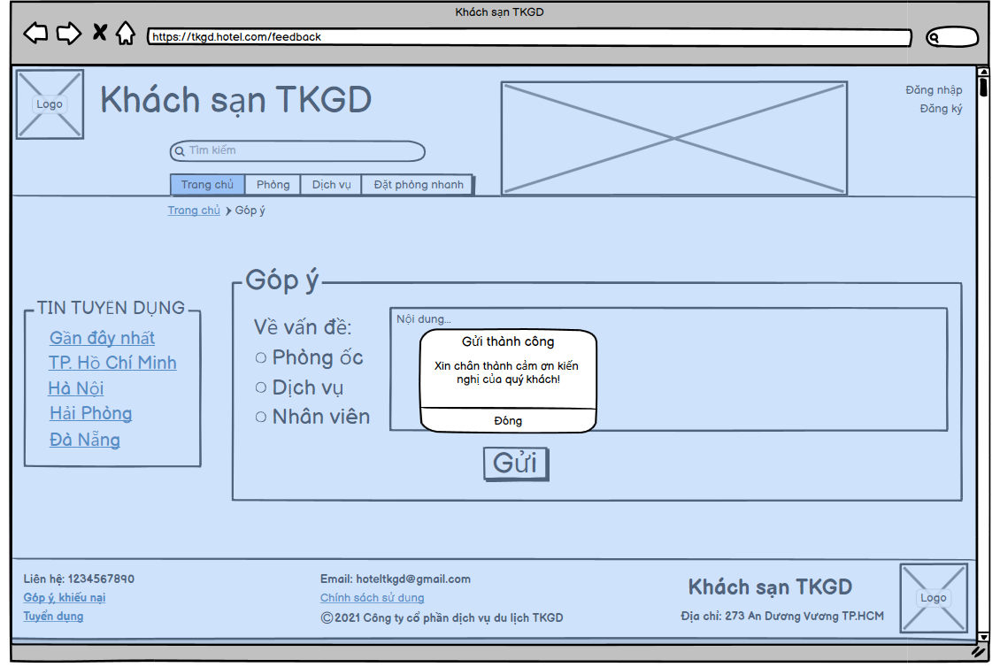 Khách sạn TKGD
https://tkgd.hotel.com/feedback
Logo
Khách sạn TKGD
Đăng nhập
Đăng ký
Tìm kiếm
Trang chủ
Phòng
Dịch vụ
Đặt phòng nhanh
Trang chủ
Góp ý
TIN TUYỂN DỤNG
Gần đây nhất
TP. Hồ Chí Minh
Hà Nội
Hải Phòng
Đà Nẵng
Góp ý
Về vấn đề:
Phòng ốc
Dịch vụ
Nhân viên
Nội dung...
Gửi thành công
Xin chân thành cảm ơn kiến
nghị của quý khách!
Đóng
Gửi
Liên hệ: 1234567890
Góp ý, khiếu nại
Tuyển dụng
Email: hoteltkgd@gmail.com
Chính sách sử dung
©2021 Công ty cổ phần dịch vụ du lịch TKGD
Khách sạn TKGD
Địa chỉ: 273 An Dương Vương TP.HCM
Logo